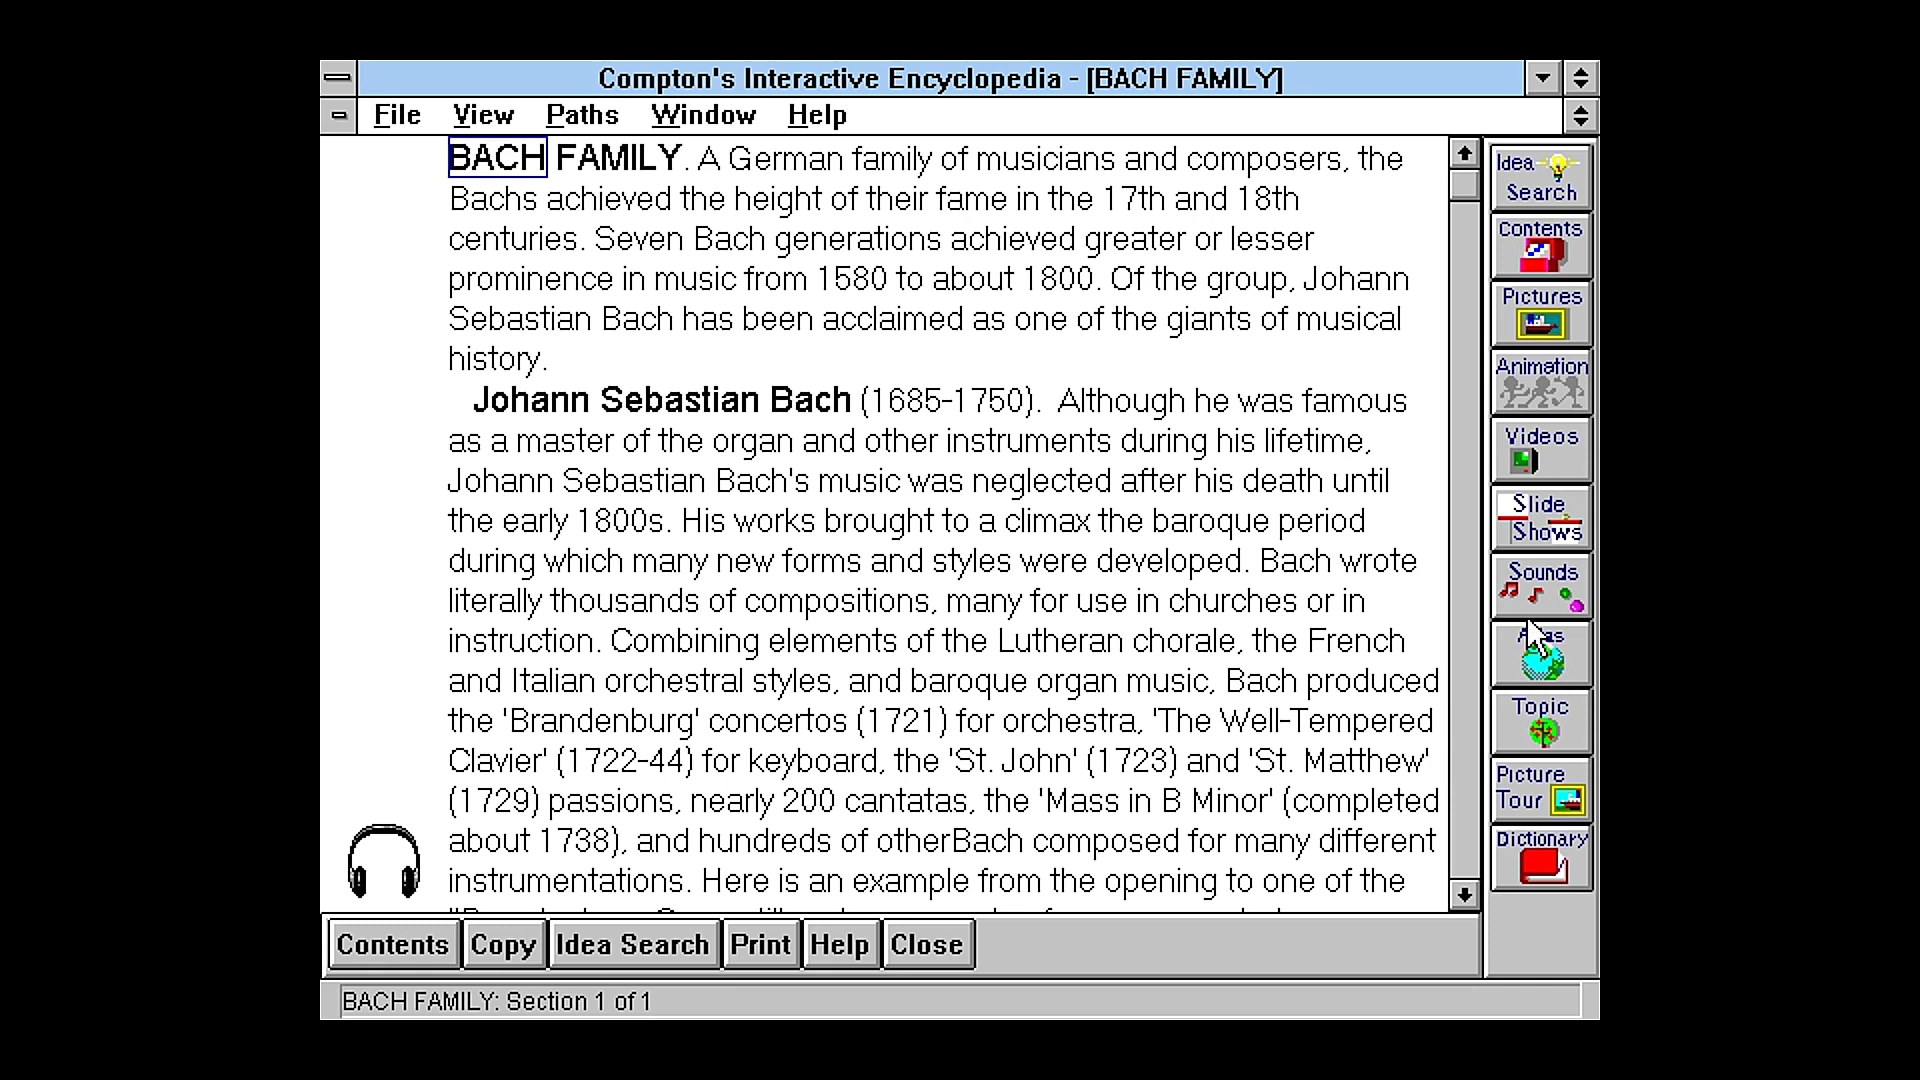 Compton's Interactive Encyclopedia - [BACH FAMILY]
File View Paths Window Help
BACH FAMILY. A German family of musicians and composers, the
Bachs achieved the height of their fame in the 17th and 18th
centuries. Seven Bach generations achieved greater or lesser
prominence in music from 1580 to about 1800. Of the group, Johann
Sebastian Bach has been acclaimed as one of the giants of musical
history.
Johann Sebastian Bach (1685-1750). Although he was famous
as a master of the organ and other instruments during his lifetime,
Johann Sebastian Bach's music was neglected after his death until
the early 1800s. His works brought to a climax the baroque period
during which many new forms and styles were developed. Bach wrote
literally thousands of compositions, many for use in churches or in
instruction. Combining elements of the Lutheran chorale, the French
and Italian orchestral styles, and baroque organ music, Bach produced
the 'Brandenburg' concertos (1721) for orchestra, 'The Well-Tempered
Clavier' (1722-44) for keyboard, the 'St. John' (1723) and 'St. Matthew'
(1729) passions, nearly 200 cantatas, the 'Mass in B Minor' (completed
about 1738), and hundreds of otherBach composed for many different
instrumentations. Here is an example from the opening to one of the
Idea
Search
Contents
Pictures
Animation
Videos
Slide
Shows
Sounds
Topic
Picture
Tour
Dictionary
Contents Copy Idea Search Print Help Close
BACH FAMILY: Section 1 of 1